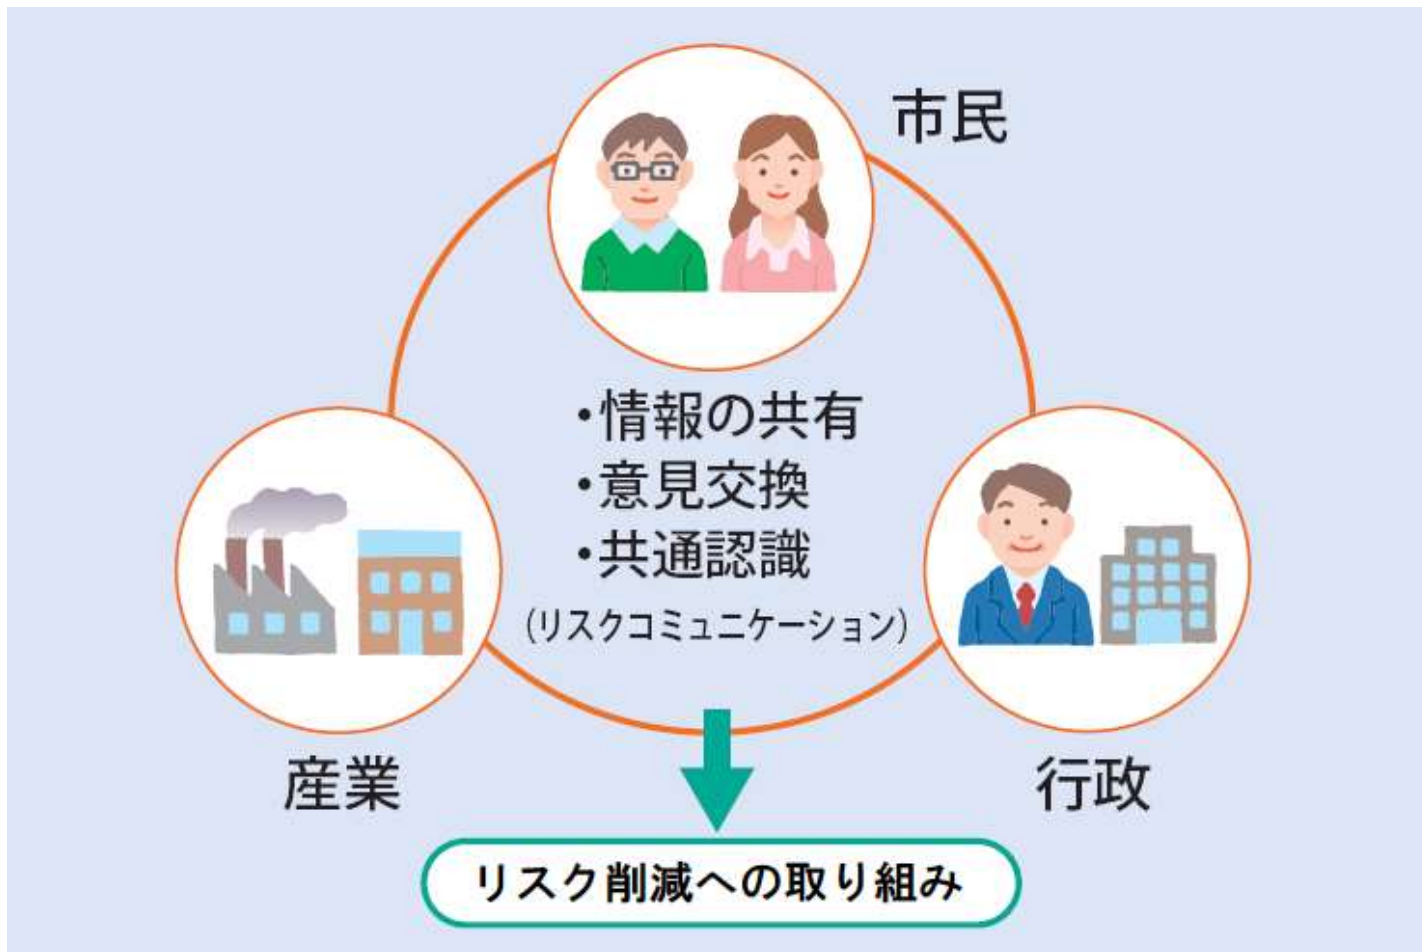 市民
・情報の共有
・意見交換
・共通認識
(リスクコミュニケーション)
産業
行政
リスク削減への取り組み